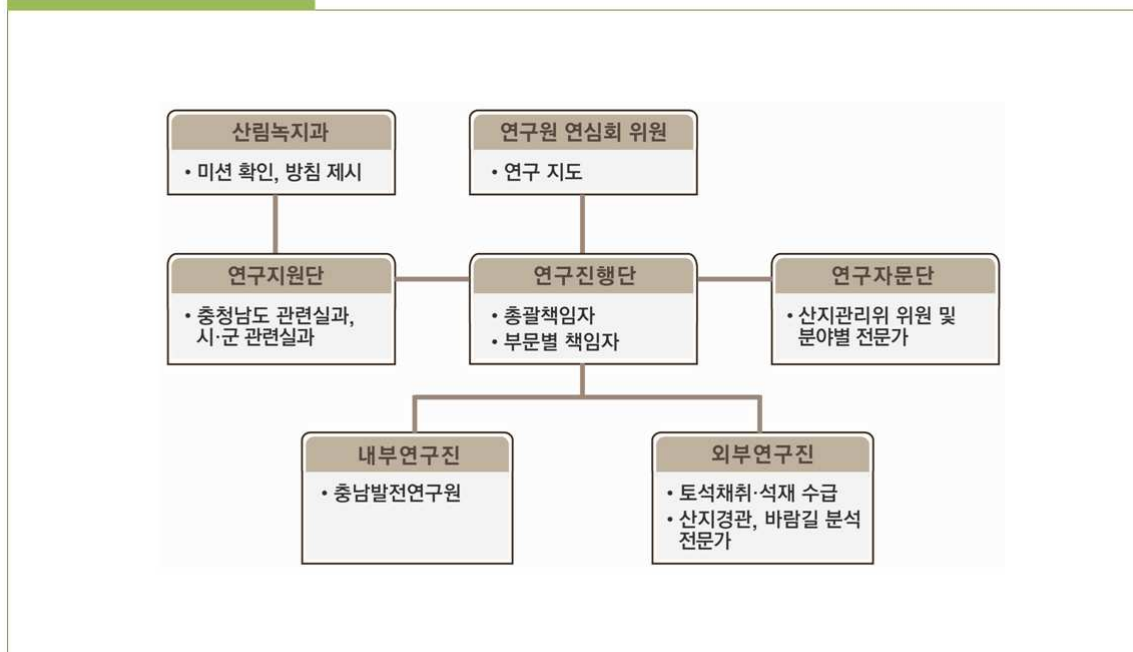 산림녹지과
• 미션 확인, 방침 제시
연구원 연심회 위원
• 연구 지도
연구지원단
• 충청남도 관련실과,
시·군 관련실과
연구진행단
• 총괄책임자
• 부문별 책임자
연구자문단
• 산지관리위 위원 및
분야별 전문가
내부연구진
• 충남발전연구원
외부연구진
• 토석채취·석재 수급
• 산지경관, 바람길 분석
전문가